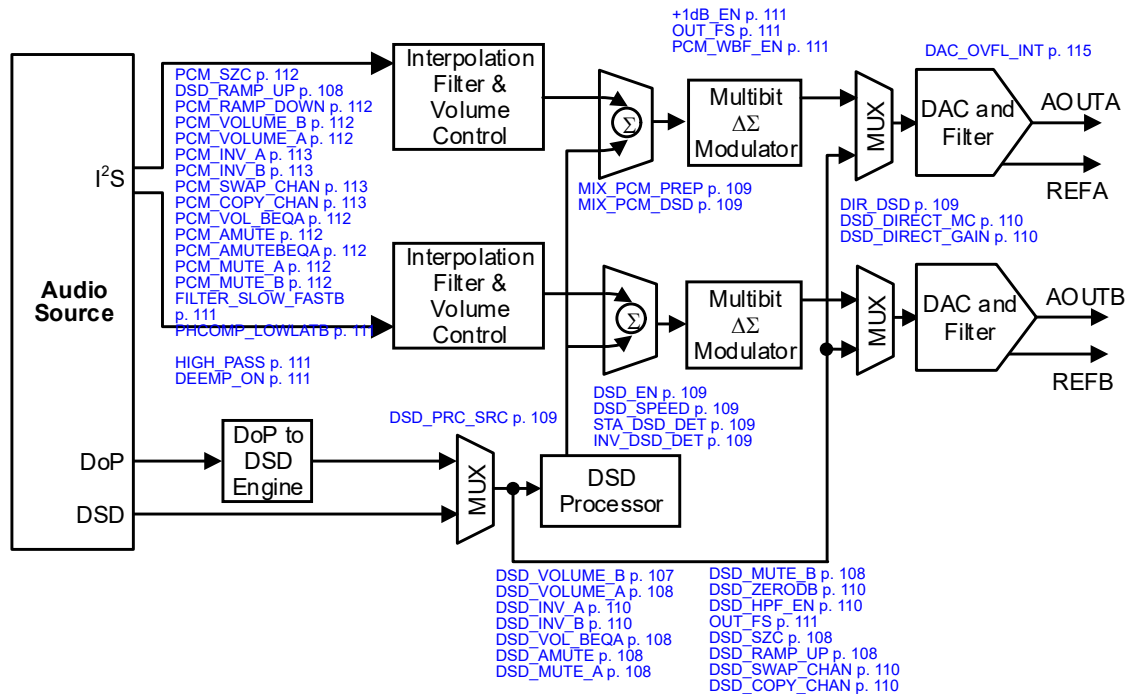 +1dB_EN p. 111
OUT_FS p. 111
PCM_WBF_EN p. 111
DAC_OVFL_INT p. 115
Audio
Source
I²S
DoP
DSD
PCM_SZC p. 112
DSD_RAMP_UP p. 108
PCM_RAMP_DOWN p. 112
PCM_VOLUME_B p. 112
PCM_VOLUME_A p. 112
PCM_INV_A p. 113
PCM_INV_B p. 113
PCM_SWAP_CHAN p. 113
PCM_COPY_CHAN p. 113
PCM_VOL_BEQA p. 112
PCM_AMUTE p. 112
PCM_AMUTEBEQA p. 112
PCM_MUTE_A p. 112
PCM_MUTE_B p. 112
FILTER_SLOW_FASTB
p. 111
PHCOMP_LOWLATB p. 111
HIGH_PASS p. 111
DEEMP_ON p. 111
Interpolation
Filter &
Volume
Control
Σ
Multibit
ΔΣ
Modulator
MUX
DAC and
Filter
AOUTA
REFA
MIX_PCM_PREP p. 109
MIX_PCM_DSD p. 109
DIR_DSD p. 109
DSD_DIRECT_MC p. 110
DSD_DIRECT_GAIN p. 110
Interpolation
Filter &
Volume
Control
Σ
Multibit
ΔΣ
Modulator
MUX
DAC and
Filter
AOUTB
REFB
DSD_EN p. 109
DSD_SPEED p. 109
STA_DSD_DET p. 109
INV_DSD_DET p. 109
DSD_PRC_SRC p. 109
DoP to
DSD
Engine
MUX
DSD
Processor
DSD_VOLUME_B p. 107
DSD_VOLUME_A p. 108
DSD_INV_A p. 110
DSD_INV_B p. 110
DSD_VOL_BEQA p. 108
DSD_AMUTE p. 108
DSD_MUTE_A p. 108
DSD_MUTE_B p. 108
DSD_ZERODB p. 110
DSD_HPF_EN p. 110
OUT_FS p. 111
DSD_SZC p. 108
DSD_RAMP_UP p. 108
DSD_SWAP_CHAN p. 110
DSD_COPY_CHAN p. 110